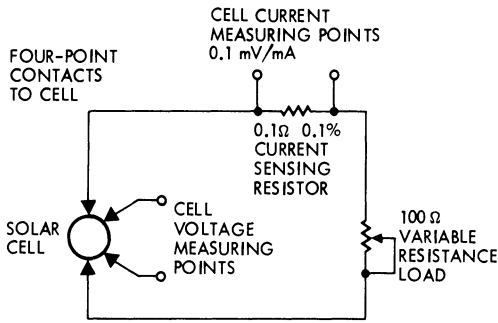 CELL CURRENT
MEASURING POINTS
0.1 mV/mA
FOUR-POINT
CONTACTS
TO CELL
0.1Ω 0.1%
CURRENT
SENSING
RESISTOR
SOLAR
CELL
CELL
VOLTAGE
MEASURING
POINTS
100 Ω
VARIABLE
RESISTANCE
LOAD